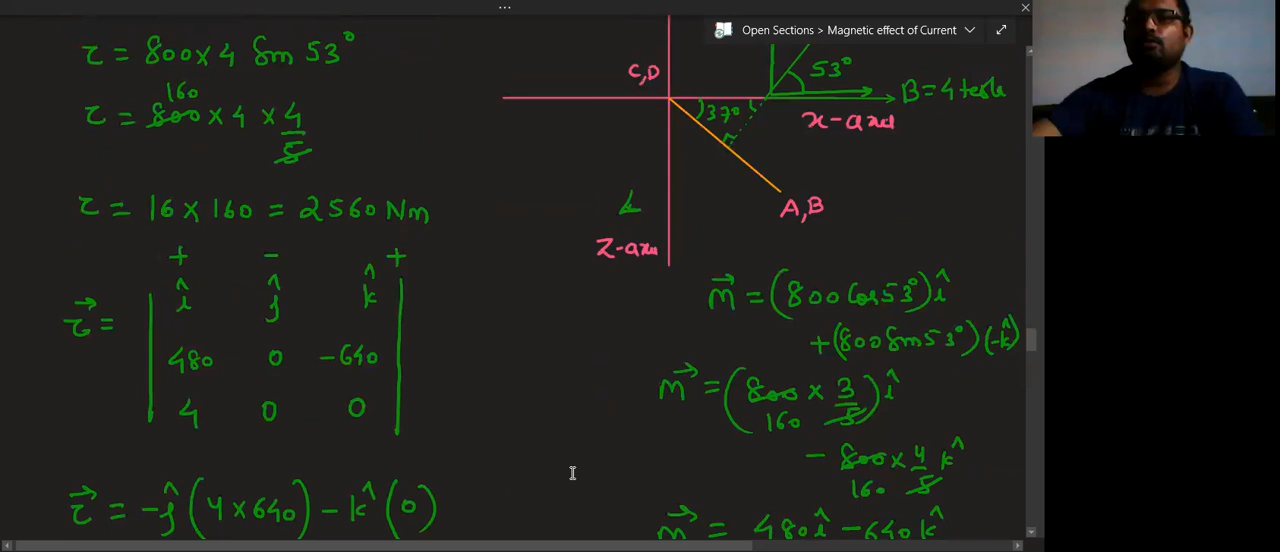 Open Sections > Magnetic effect of Current
τ = 800 × 4 Sin 53°
C,D
53°
B = 4 tesla
160
τ = 800 × 4 × 4/5
37°
x-axis
τ = 16 × 160 = 2560 Nm
A,B
Z-axis
+ - +
î ĵ k̂
τ⃗ =
480 0 -640
4 0 0
m⃗ = (800 Cos 53°) î
+ (800 Sin 53°) (-k̂)
m⃗ = (800 × 3/5) î
160
- 800 × 4/5 k̂
160
τ⃗ = -ĵ (4 × 640) - k̂ (0)
m⃗ = 480 î - 640 k̂